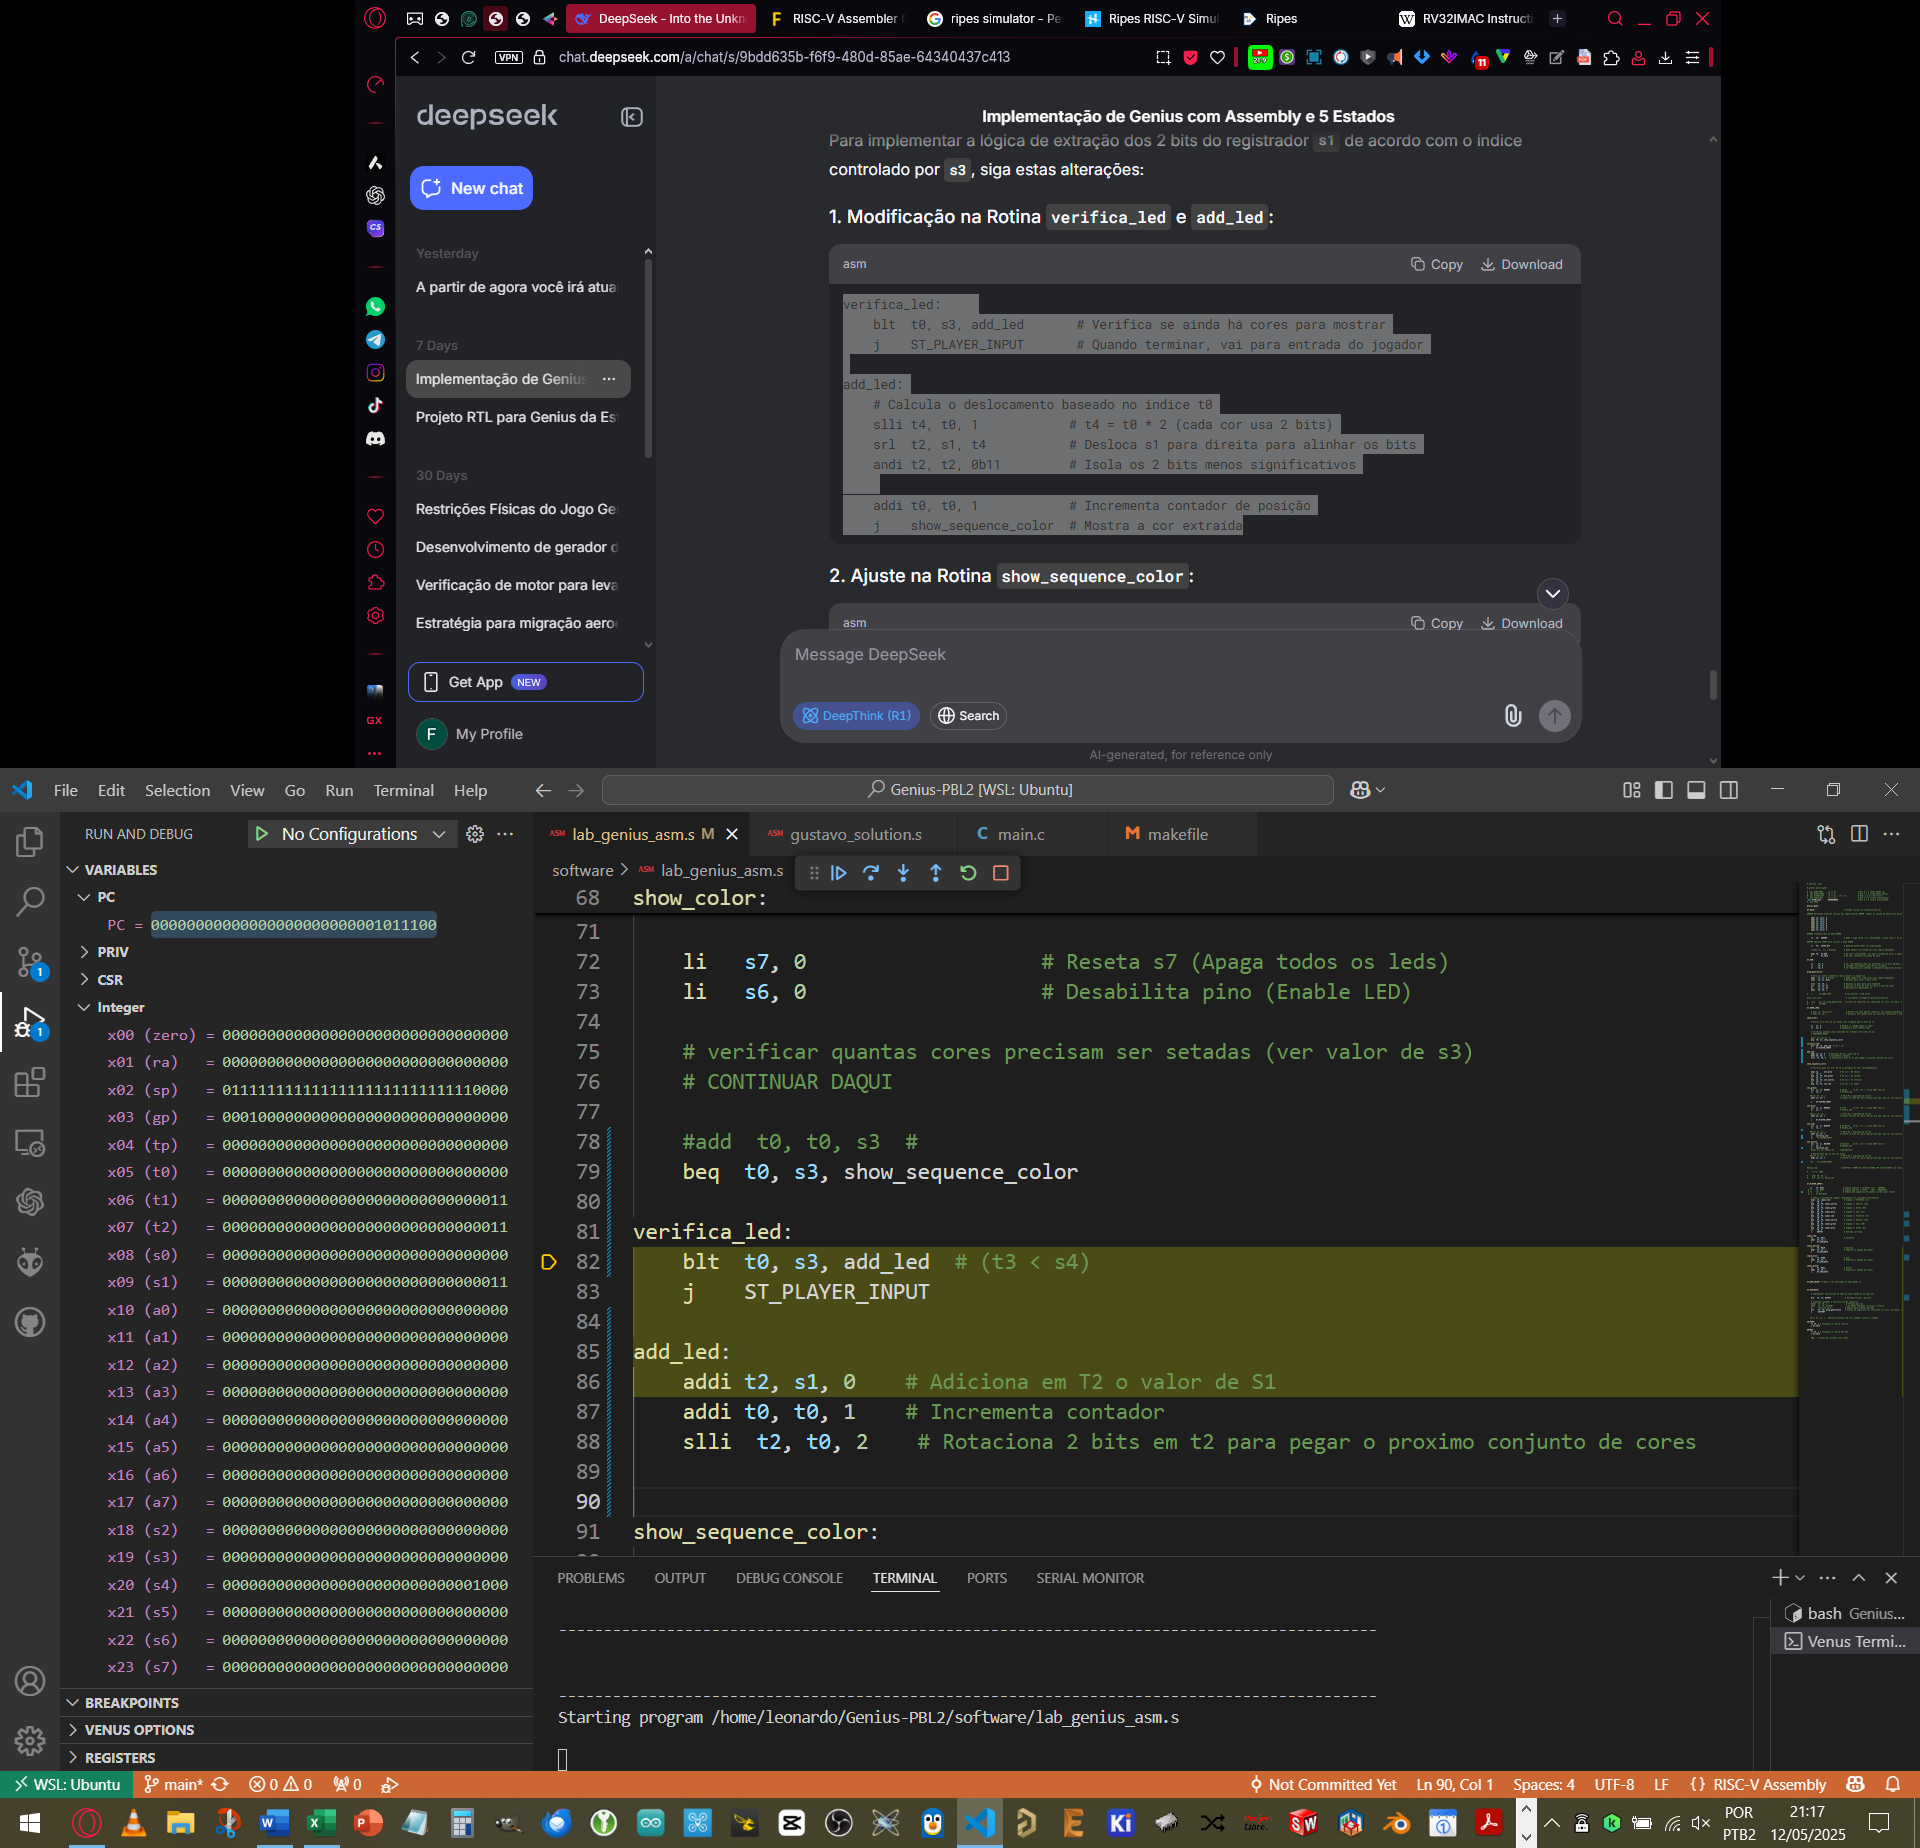 DeepSeek - Into the Unkn
RISC-V Assembler
ripes simulator - Pe
Ripes RISC-V Simul
Ripes
RV32IMAC Instructi
VPN
chat.deepseek.com/a/chat/s/9bdd635b-f6f9-480d-85ae-64340437c413
11
deepseek
New chat
Yesterday
A partir de agora você irá atua
7 Days
Implementação de Genius
Projeto RTL para Genius da Es
30 Days
Restrições Físicas do Jogo Ge
Desenvolvimento de gerador d
Verificação de motor para leva
Estratégia para migração aero
Get App NEW
F My Profile
CS
GX
Implementação de Genius com Assembly e 5 Estados
Para implementar a lógica de extração dos 2 bits do registrador s1 de acordo com o índice
controlado por s3, siga estas alterações:
1. Modificação na Rotina verifica_led e add_led:
asm
Copy
Download
verifica_led:
blt t0, s3, add_led # Verifica se ainda há cores para mostrar
j ST_PLAYER_INPUT # Quando terminar, vai para entrada do jogador
add_led:
# Calcula o deslocamento baseado no índice t0
slli t4, t0, 1 # t4 = t0 * 2 (cada cor usa 2 bits)
srl t2, s1, t4 # Desloca s1 para direita para alinhar os bits
andi t2, t2, 0b11 # Isola os 2 bits menos significativos
addi t0, t0, 1 # Incrementa contador de posição
j show_sequence_color # Mostra a cor extraída
2. Ajuste na Rotina show_sequence_color:
asm
Copy
Download
Message DeepSeek
DeepThink (R1)
Search
AI-generated, for reference only
File Edit Selection View Go Run Terminal Help
Genius-PBL2 [WSL: Ubuntu]
RUN AND DEBUG
No Configurations
VARIABLES
PC
PC = 00000000000000000000000001011100
PRIV
CSR
Integer
x00 (zero) = 00000000000000000000000000000000
x01 (ra) = 00000000000000000000000000000000
x02 (sp) = 01111111111111111111111111110000
x03 (gp) = 00010000000000000000000000000000
x04 (tp) = 00000000000000000000000000000000
x05 (t0) = 00000000000000000000000000000000
x06 (t1) = 00000000000000000000000000000011
x07 (t2) = 00000000000000000000000000000011
x08 (s0) = 00000000000000000000000000000000
x09 (s1) = 00000000000000000000000000000011
x10 (a0) = 00000000000000000000000000000000
x11 (a1) = 00000000000000000000000000000000
x12 (a2) = 00000000000000000000000000000000
x13 (a3) = 00000000000000000000000000000000
x14 (a4) = 00000000000000000000000000000000
x15 (a5) = 00000000000000000000000000000000
x16 (a6) = 00000000000000000000000000000000
x17 (a7) = 00000000000000000000000000000000
x18 (s2) = 00000000000000000000000000000000
x19 (s3) = 00000000000000000000000000000000
x20 (s4) = 00000000000000000000000000001000
x21 (s5) = 00000000000000000000000000000000
x22 (s6) = 00000000000000000000000000000000
x23 (s7) = 00000000000000000000000000000000
BREAKPOINTS
VENUS OPTIONS
REGISTERS
ASM lab_genius_asm.s M
ASM gustavo_solution.s
C main.c
M makefile
software > ASM lab_genius_asm.s
68 show_color:
71
72 li s7, 0 # Reseta s7 (Apaga todos os leds)
73 li s6, 0 # Desabilita pino (Enable LED)
74
75 # verificar quantas cores precisam ser setadas (ver valor de s3)
76 # CONTINUAR DAQUI
77
78 #add t0, t0, s3 #
79 beq t0, s3, show_sequence_color
80
81 verifica_led:
82 blt t0, s3, add_led # (t3 < s4)
83 j ST_PLAYER_INPUT
84
85 add_led:
86 addi t2, s1, 0 # Adiciona em T2 o valor de S1
87 addi t0, t0, 1 # Incrementa contador
88 slli t2, t0, 2 # Rotaciona 2 bits em t2 para pegar o proximo conjunto de cores
89
90
91 show_sequence_color:
PROBLEMS OUTPUT DEBUG CONSOLE TERMINAL PORTS SERIAL MONITOR
bash Genius...
Venus Termi...
Starting program /home/leonardo/Genius-PBL2/software/lab_genius_asm.s
WSL: Ubuntu main* 0 0 0
Not Committed Yet Ln 90, Col 1 Spaces: 4 UTF-8 LF {} RISC-V Assembly
POR
PTB2
21:17
12/05/2025